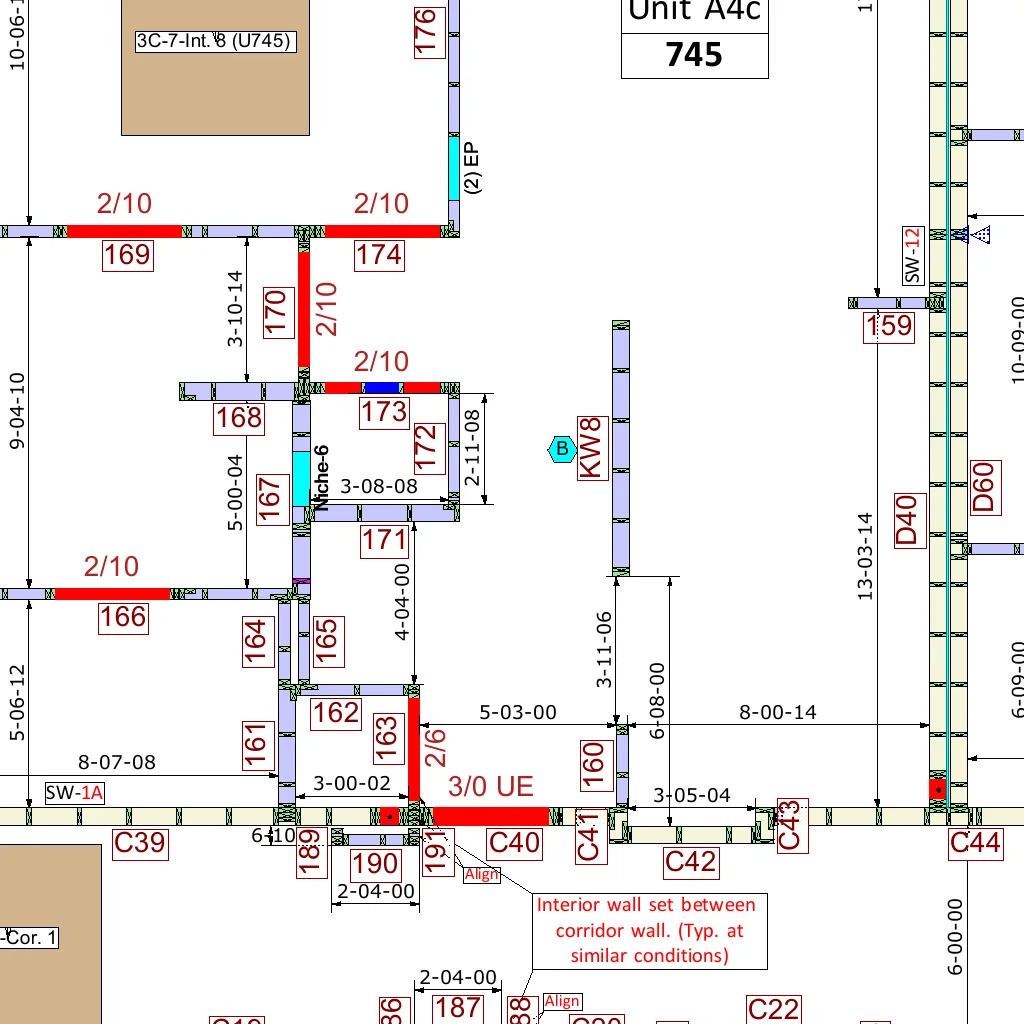 Unit A4c
745
10-06-1
3C-7-Int. 8 (U745)
176
17
(2) EP
2/10
2/10
169
174
SW-12
3-10-14
170
2/10
159
10-09-00
9-04-10
2/10
168
173
172
2-11-08
B
KW8
5-00-04
167
Niche-6
3-08-08
171
D40
D60
13-03-14
2/10
166
4-04-00
164
165
3-11-06
6-08-00
6-09-00
5-06-12
162
163
2/6
5-03-00
8-00-14
161
160
8-07-08
3-00-02
3/0 UE
3-05-04
SW-1A
C39
6-10
189
190
191
C40
C41
C42
C43
C44
Align
2-04-00
Interior wall set between
corridor wall. (Typ. at
similar conditions)
-Cor. 1
6-00-00
2-04-00
187
Align
C22